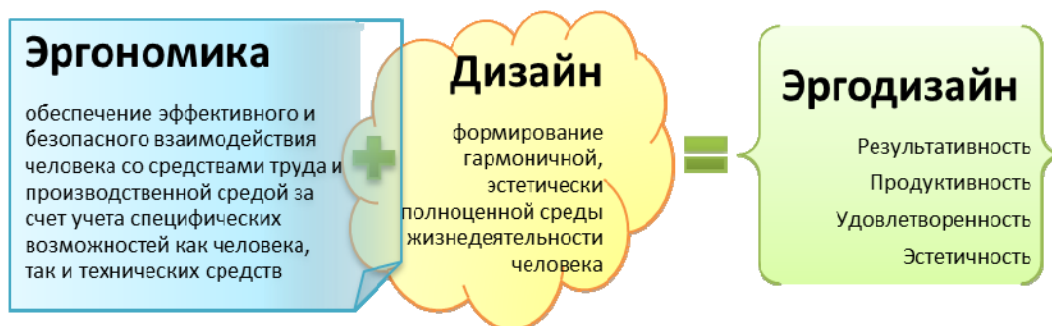 Эргономика
обеспечение эффективного и
безопасного взаимодействия
человека со средствами труда и
производственной средой за
счет учета специфических
возможностей как человека,
так и технических средств
+
Дизайн
формирование
гармоничной,
эстетически
полноценной среды
жизнедеятельности
человека
=
Эргодизайн
Результативность
Продуктивность
Удовлетворенность
Эстетичность